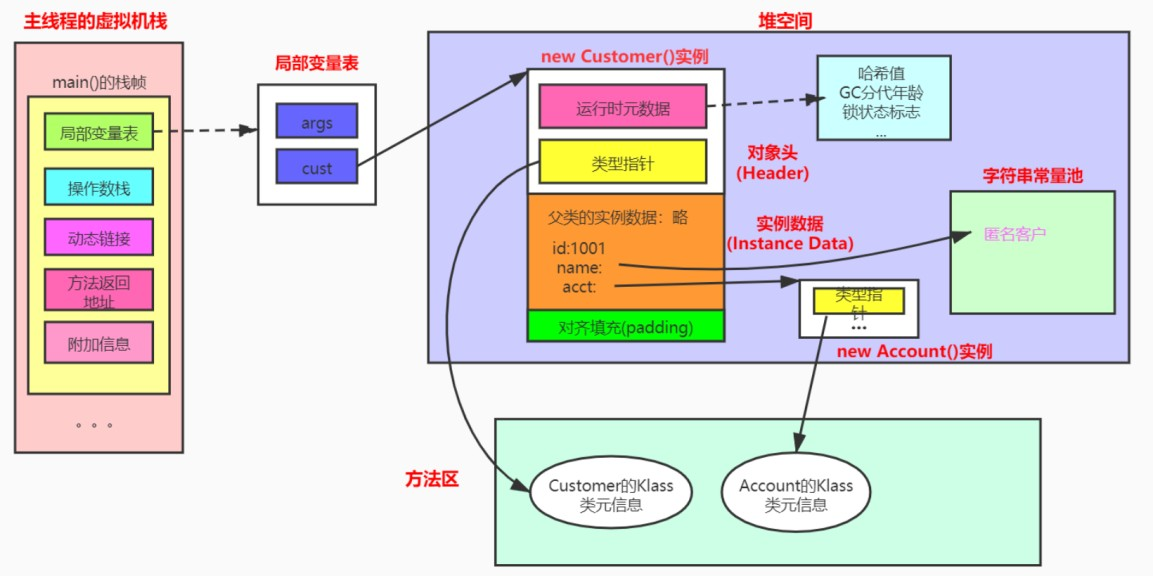 主线程的虚拟机栈
main()的栈帧
局部变量表
操作数栈
动态链接
方法返回
地址
附加信息
。。。
局部变量表
args
cust
堆空间
new Customer()实例
运行时元数据
类型指针
对象头
(Header)
哈希值
GC分代年龄
锁状态标志
...
父类的实例数据：略
id:1001
name:
acct:
实例数据
(Instance Data)
对齐填充(padding)
字符串常量池
匿名客户
类型指
针
...
new Account()实例
方法区
Customer的Klass
类元信息
Account的Klass
类元信息